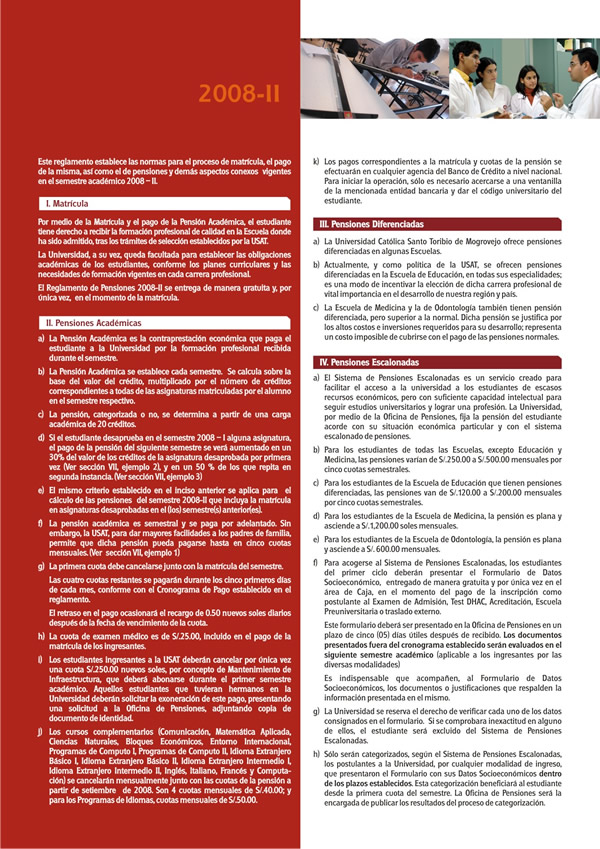 2008-II
Este reglamento establece las normas para el proceso de matrícula, el pago
de la misma, así como el de pensiones y demás aspectos conexos vigentes
en el semestre académico 2008 – II.
I. Matrícula
Por medio de la Matrícula y el pago de la Pensión Académica, el estudiante
tiene derecho a recibir la formación profesional de calidad en la Escuela donde
ha sido admitido, tras los trámites de selección establecidos por la USAT.
La Universidad, a su vez, queda facultada para establecer las obligaciones
académicas de los estudiantes, conforme los planes curriculares y las
necesidades de formación vigentes en cada carrera profesional.
El Reglamento de Pensiones 2008-II se entrega de manera gratuita y, por
única vez, en el momento de la matrícula.
II. Pensiones Académicas
a) La Pensión Académica es la contraprestación económica que paga el
estudiante a la Universidad por la formación profesional recibida
durante el semestre.
b) La Pensión Académica se establece cada semestre. Se calcula sobre la
base del valor del crédito, multiplicado por el número de créditos
correspondientes a todas de las asignaturas matriculadas por el alumno
en el semestre respectivo.
c) La pensión, categorizada o no, se determina a partir de una carga
académica de 20 créditos.
d) Si el estudiante desaprueba en el semestre 2008 – I alguna asignatura,
el pago de la pensión del siguiente semestre se verá aumentado en un
30% del valor de los créditos de la asignatura desaprobada por primera
vez (Ver sección VII, ejemplo 2), y en un 50 % de los que repita en
segunda instancia. (Ver sección VII, ejemplo 3)
e) El mismo criterio establecido en el inciso anterior se aplica para el
cálculo de las pensiones del semestre 2008-II que incluya la matrícula
en asignaturas desaprobadas en el (los) semestre(s) anterior(es).
f) La pensión académica es semestral y se paga por adelantado. Sin
embargo, la USAT, para dar mayores facilidades a los padres de familia,
permite que dicha pensión pueda pagarse hasta en cinco cuotas
mensuales. (Ver sección VII, ejemplo 1)
g) La primera cuota debe cancelarse junto con la matrícula del semestre.
Las cuatro cuotas restantes se pagarán durante los cinco primeros días
de cada mes, conforme con el Cronograma de Pago establecido en el
reglamento.
El retraso en el pago ocasionará el recargo de 0.50 nuevos soles diarios
después de la fecha de vencimiento de la cuota.
h) La cuota de examen médico es de S/.25.00, incluido en el pago de la
matrícula de los ingresantes.
i) Los estudiantes ingresantes a la USAT deberán cancelar por única vez
una cuota S/.250.00 nuevos soles, por concepto de Mantenimiento de
Infraestructura, que deberá abonarse durante el primer semestre
académico. Aquellos estudiantes que tuvieran hermanos en la
Universidad deberán solicitar la exoneración de este pago, presentando
una solicitud a la Oficina de Pensiones, adjuntando copia de
documento de identidad.
j) Los cursos complementarios (Comunicación, Matemática Aplicada,
Ciencias Naturales, Bloques Económicos, Entorno Internacional,
Programas de Computo I, Programas de Computo II, Idioma Extranjero
Básico I, Idioma Extranjero Básico II, Idioma Extranjero Intermedio I,
Idioma Extranjero Intermedio II, Inglés, Italiano, Francés y Computa-
ción) se cancelarán mensualmente junto con las cuotas de la pensión a
partir de setiembre de 2008. Son 4 cuotas mensuales de S/.40.00; y
para los Programas de Idiomas, cuotas mensuales de S/.50.00.
k) Los pagos correspondientes a la matrícula y cuotas de la pensión se
efectuarán en cualquier agencia del Banco de Crédito a nivel nacional.
Para iniciar la operación, sólo es necesario acercarse a una ventanilla
de la mencionada entidad bancaria y dar el código universitario del
estudiante.
III. Pensiones Diferenciadas
a) La Universidad Católica Santo Toribio de Mogrovejo ofrece pensiones
diferenciadas en algunas Escuelas.
b) Actualmente, y como política de la USAT, se ofrecen pensiones
diferenciadas en la Escuela de Educación, en todas sus especialidades;
es una modo de incentivar la elección de dicha carrera profesional de
vital importancia en el desarrollo de nuestra región y país.
c) La Escuela de Medicina y la de Odontología también tienen pensión
diferenciada, pero superior a la normal. Dicha pensión se justifica por
los altos costos e inversiones requeridos para su desarrollo; representa
un costo imposible de cubrirse con el pago de las pensiones normales.
IV. Pensiones Escalonadas
a) El Sistema de Pensiones Escalonadas es un servicio creado para
facilitar el acceso a la universidad a los estudiantes de escasos
recursos económicos, pero con suficiente capacidad intelectual para
seguir estudios universitarios y lograr una profesión. La Universidad,
por medio de la Oficina de Pensiones, fija la pensión del estudiante
acorde con su situación económica particular y con el sistema
escalonado de pensiones.
b) Para los estudiantes de todas las Escuelas, excepto Educación y
Medicina, las pensiones varían de S/.250.00 a S/.500.00 mensuales por
cinco cuotas semestrales.
c) Para los estudiantes de la Escuela de Educación que tienen pensiones
diferenciadas, las pensiones van de S/.120.00 a S/.200.00 mensuales
por cinco cuotas semestrales.
d) Para los estudiantes de la Escuela de Medicina, la pensión es plana y
asciende a S/.1,200.00 soles mensuales.
e) Para los estudiantes de la Escuela de Odontología, la pensión es plana
y asciende a S/. 600.00 mensuales.
f) Para acogerse al Sistema de Pensiones Escalonadas, los estudiantes
del primer ciclo deberán presentar el Formulario de Datos
Socioeconómico, entregado de manera gratuita y por única vez en el
área de Caja, en el momento del pago de la inscripción como
postulante al Examen de Admisión, Test DHAC, Acreditación, Escuela
Preuniversitaria o traslado externo.
Este formulario deberá ser presentado en la Oficina de Pensiones en un
plazo de cinco (05) días útiles después de recibido. Los documentos
presentados fuera del cronograma establecido serán evaluados en el
siguiente semestre académico (aplicable a los ingresantes por las
diversas modalidades)
Es indispensable que acompañen, al Formulario de Datos
Socioeconómicos, los documentos o justificaciones que respalden la
información presentada en el mismo.
g) La Universidad se reserva el derecho de verificar cada uno de los datos
consignados en el formulario. Si se comprobara inexactitud en alguno
de ellos, el estudiante será excluido del Sistema de Pensiones
Escalonadas.
h) Sólo serán categorizados, según el Sistema de Pensiones Escalonadas,
los postulantes a la Universidad, por cualquier modalidad de ingreso,
que presentaron el Formulario con sus Datos Socioeconómicos dentro
de los plazos establecidos. Esta categorización beneficiará al estudiante
desde la primera cuota del semestre. La Oficina de Pensiones será la
encargada de publicar los resultados del proceso de categorización.